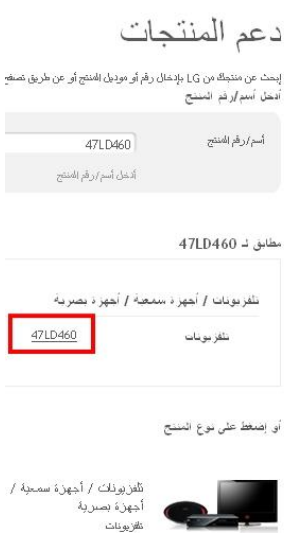 دعم المنتجات
إبحث عن منتجك من LG بإدخال رقم أو موديل المنتج أو عن طريق تصفح
أدخل أسم/رقم المنتج
أسم/رقم المنتج
47LD460
أدخل أسم/رقم المنتج
مطابق لـ 47LD460
تلفزيونات / أجهزة سمعية / أجهزة بصرية
تلفزيونات
47LD460
أو إضغط على نوع المنتج
تلفزيونات / أجهزة سمعية /
أجهزة بصرية
تلفزيونات